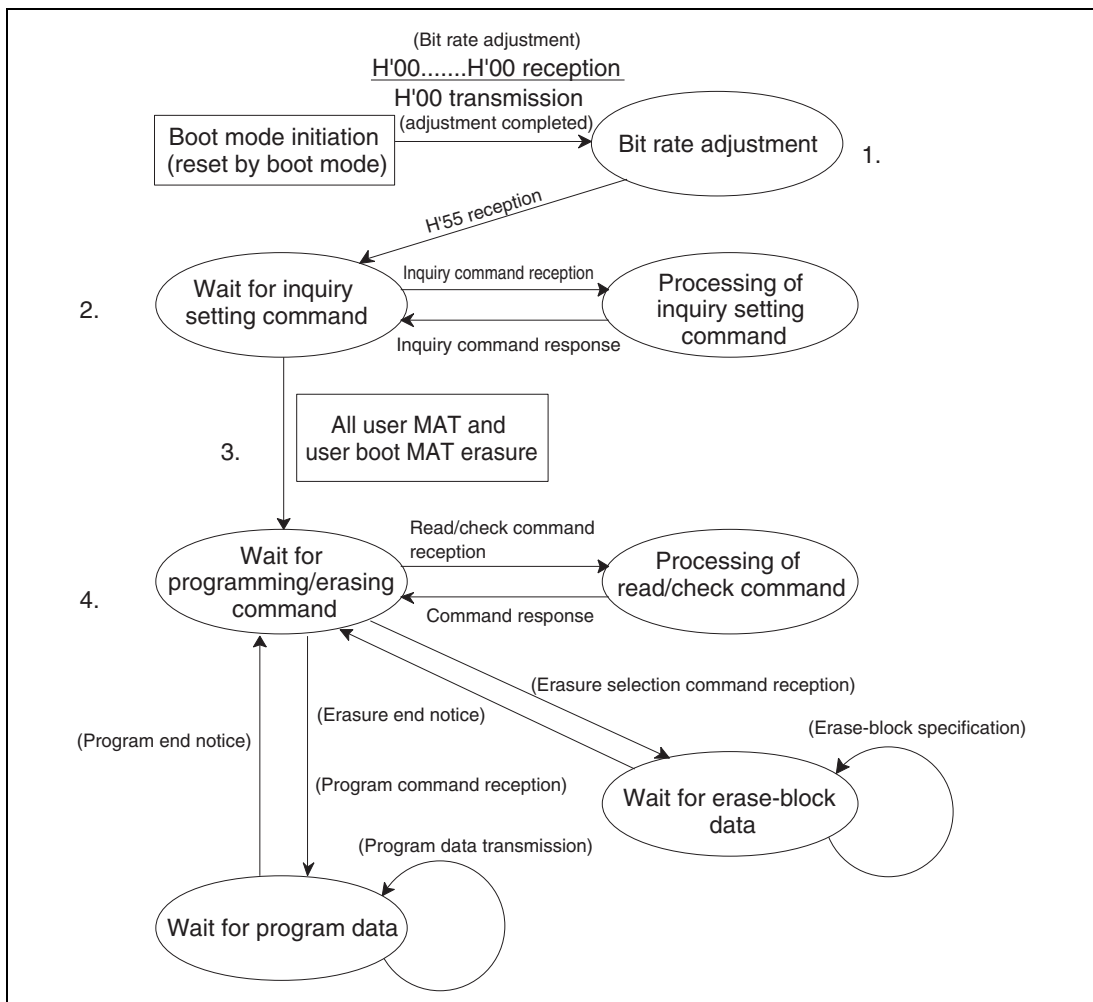 (Bit rate adjustment)
H'00.......H'00 reception
H'00 transmission
(adjustment completed)
Boot mode initiation
(reset by boot mode)
Bit rate adjustment
1.
H'55 reception
2.
Wait for inquiry
setting command
Inquiry command reception
Inquiry command response
Processing of
inquiry setting
command
3.
All user MAT and
user boot MAT erasure
4.
Wait for
programming/erasing
command
Read/check command
reception
Command response
Processing of
read/check command
(Erasure selection command reception)
(Erasure end notice)
(Program end notice)
(Program command reception)
(Erase-block specification)
Wait for erase-block
data
(Program data transmission)
Wait for program data